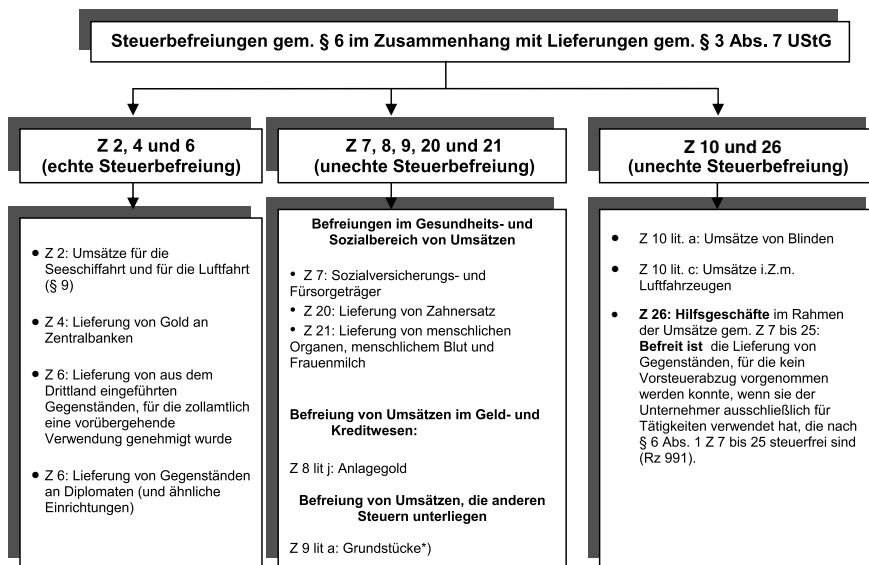 Steuerbefreiungen gem. § 6 im Zusammenhang mit Lieferungen gem. § 3 Abs. 7 UStG
Z 2, 4 und 6
(echte Steuerbefreiung)
• Z 2: Umsätze für die
Seeschiffahrt und für die Luftfahrt
(§ 9)
• Z 4: Lieferung von Gold an
Zentralbanken
• Z 6: Lieferung von aus dem
Drittland eingeführten
Gegenständen, für die zollamtlich
eine vorübergehende
Verwendung genehmigt wurde
• Z 6: Lieferung von Gegenständen
an Diplomaten (und ähnliche
Einrichtungen)
Z 7, 8, 9, 20 und 21
(unechte Steuerbefreiung)
Befreiungen im Gesundheits- und
Sozialbereich von Umsätzen
• Z 7: Sozialversicherungs- und
Fürsorgeträger
• Z 20: Lieferung von Zahnersatz
• Z 21: Lieferung von menschlichen
Organen, menschlichem Blut und
Frauenmilch
Befreiung von Umsätzen im Geld- und
Kreditwesen:
Z 8 lit j: Anlagegold
Befreiung von Umsätzen, die anderen
Steuern unterliegen
Z 9 lit a: Grundstücke*)
Z 10 und 26
(unechte Steuerbefreiung)
• Z 10 lit. a: Umsätze von Blinden
• Z 10 lit. c: Umsätze i.Z.m.
Luftfahrzeugen
• Z 26: Hilfsgeschäfte im Rahmen
der Umsätze gem. Z 7 bis 25:
Befreit ist die Lieferung von
Gegenständen, für die kein
Vorsteuerabzug vorgenommen
werden konnte, wenn sie der
Unternehmer ausschließlich für
Tätigkeiten verwendet hat, die nach
§ 6 Abs. 1 Z 7 bis 25 steuerfrei sind
(Rz 991).